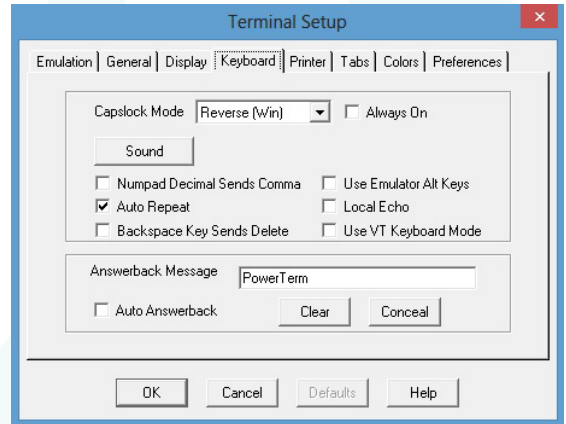 Terminal Setup
Emulation General Display Keyboard Printer Tabs Colors Preferences
Capslock Mode Reverse (Win) Always On
Sound
Numpad Decimal Sends Comma Use Emulator Alt Keys
Auto Repeat Local Echo
Backspace Key Sends Delete Use VT Keyboard Mode
Answerback Message PowerTerm
Auto Answerback Clear Conceal
OK Cancel Defaults Help